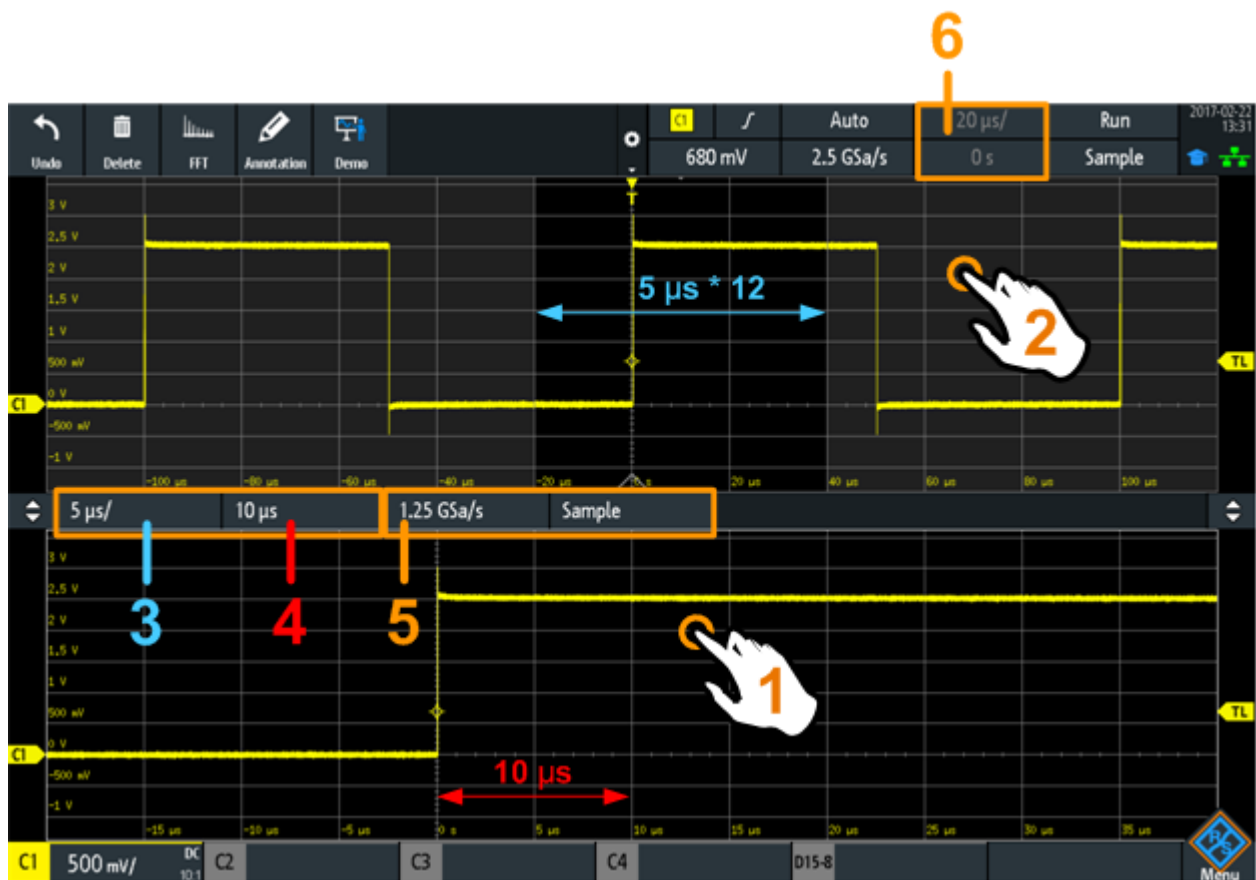 6
C1 Auto 20 µs/ Run 2017-02-22
13:31
Undo Delete FFT Annotation Demo 680 mV 2.5 GSa/s 0 s Sample
T
3 V
2.5 V
2 V
1.5 V
1 V
500 mV
0 V
-500 mV
-1 V
5 µs * 12
2
TL
C1
-100 µs -80 µs -60 µs -40 µs -20 µs 0 s 20 µs 40 µs 60 µs 80 µs 100 µs
5 µs/ 10 µs 1.25 GSa/s Sample
3 4 5
3 V
2.5 V
2 V
1.5 V
1 V
500 mV
0 V
-500 mV
-1 V
1
TL
C1
10 µs
-15 µs -10 µs -5 µs 0 s 5 µs 10 µs 15 µs 20 µs 25 µs 30 µs 35 µs
C1 500 mV/ DC
10:1
C2 C3 C4 D15-8
R S
Menu